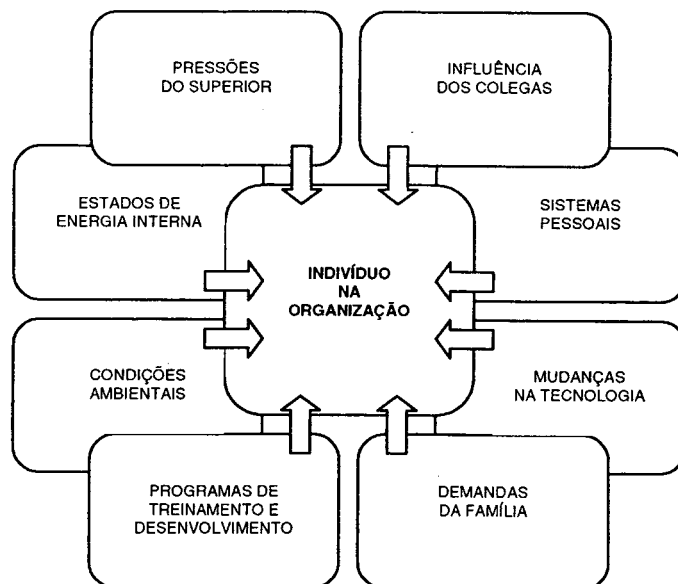 PRESSÕES
DO SUPERIOR
INFLUÊNCIA
DOS COLEGAS
ESTADOS DE
ENERGIA INTERNA
SISTEMAS
PESSOAIS
INDIVÍDUO
NA
ORGANIZAÇÃO
CONDIÇÕES
AMBIENTAIS
MUDANÇAS
NA TECNOLOGIA
PROGRAMAS DE
TREINAMENTO E
DESENVOLVIMENTO
DEMANDAS
DA FAMÍLIA